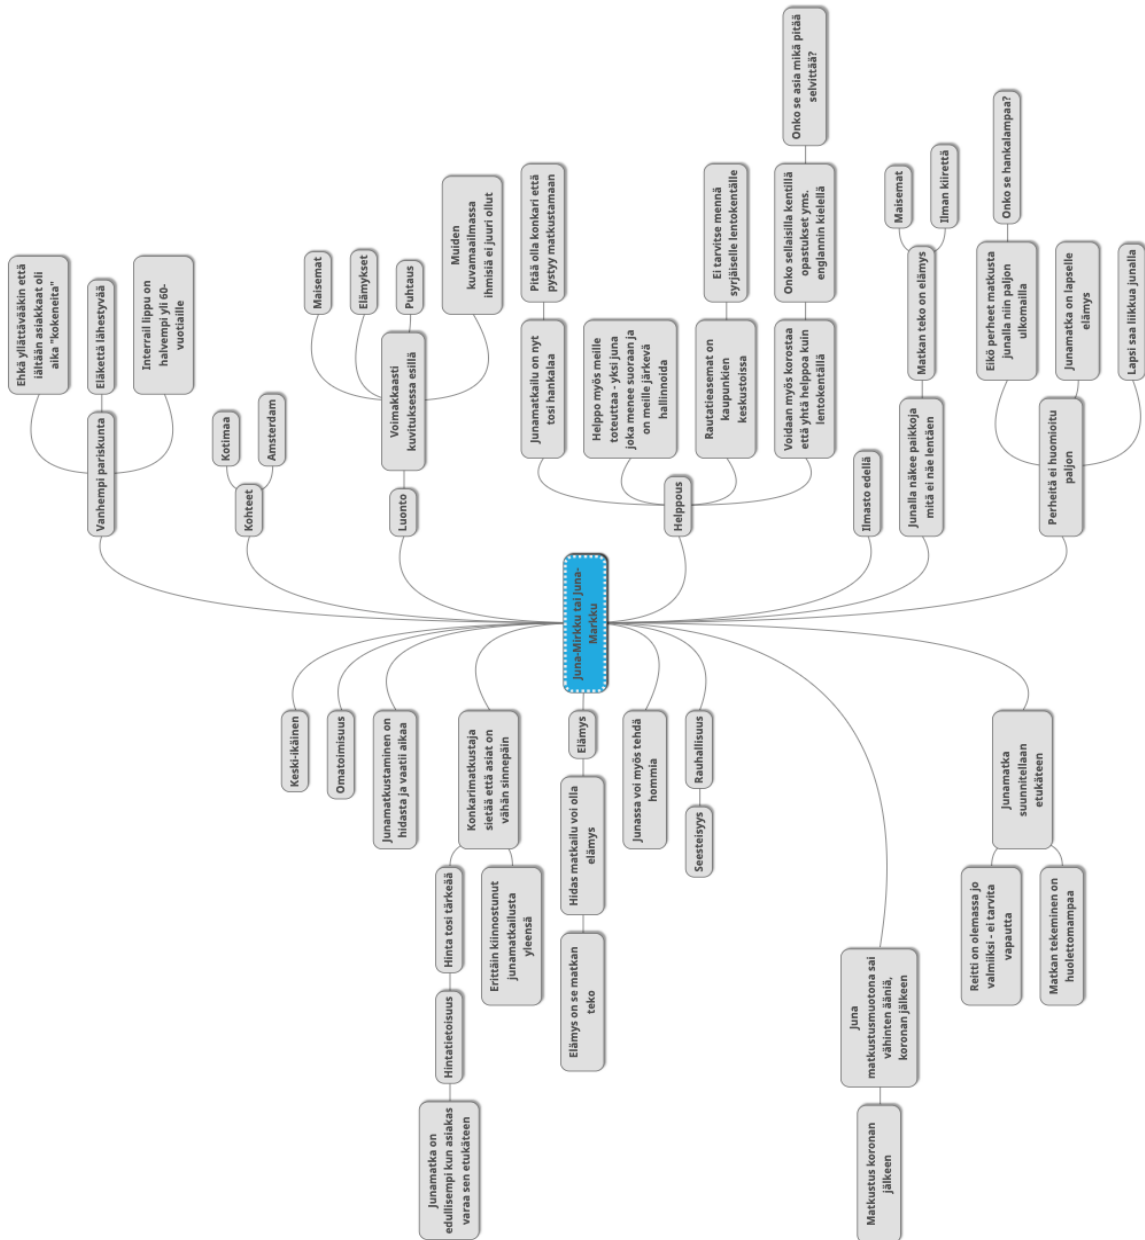 Juna-Mirkku tai Juna-
Markku
Vanhempi pariskunta
Ehkä yllättävääkin että
iältään asiakkaat oli
aika "kokeneita"
Eläkettä lähestyvää
Interrail lippu on
halvempi yli 60-
vuotiaille
Kohteet
Kotimaa
Amsterdam
Luonto
Voimakkaasti
kuvituksessa esillä
Maisemat
Elämykset
Puhtaus
Muiden
kuvamaailmassa
ihmisiä ei juuri ollut
Helppous
Junamatkailu on nyt
tosi hankalaa
Pitää olla konkari että
pystyy matkustamaan
Helppo myös meille
toteuttaa - yksi juna
joka menee suoraan ja
on meille järkevä
hallinnoida
Rautatieasemat on
kaupunkien
keskustoissa
Ei tarvitse mennä
syrjäiselle lentokentälle
Voidaan myös korostaa
että yhtä helppoa kuin
lentokentällä
Onko sellaisilla kentillä
opastukset yms.
englannin kielellä
Onko se asia mikä pitää
selvittää?
Ilmasto edellä
Junalla näkee paikkoja
mitä ei näe lentäen
Matkan teko on elämys
Maisemat
Ilman kiirettä
Perheitä ei huomioitu
paljon
Eikö perheet matkusta
junalla niin paljon
ulkomailla
Onko se hankalampaa?
Junamatka on lapselle
elämys
Lapsi saa liikkua junalla
Keski-ikäinen
Omatoimisuus
Junamatkustaminen on
hidasta ja vaatii aikaa
Konkarimatkustaja
sietää että asiat on
vähän sinnepäin
Hinta tosi tärkeää
Hintatietoisuus
Junamatka on
edullisempi kun asiakas
varaa sen etukäteen
Erittäin kiinnostunut
junamatkailusta
yleensä
Elämys
Hidas matkailu voi olla
elämys
Elämys on se matkan
teko
Junassa voi myös tehdä
hommia
Rauhallisuus
Seesteisyys
Juna
matkustusmuotona sai
vähinten ääniä,
koronan jälkeen
Matkustus koronan
jälkeen
Junamatka
suunnitellaan
etukäteen
Reitti on olemassa jo
valmiiksi - ei tarvita
vapautta
Matkan tekeminen on
huolettomampaa